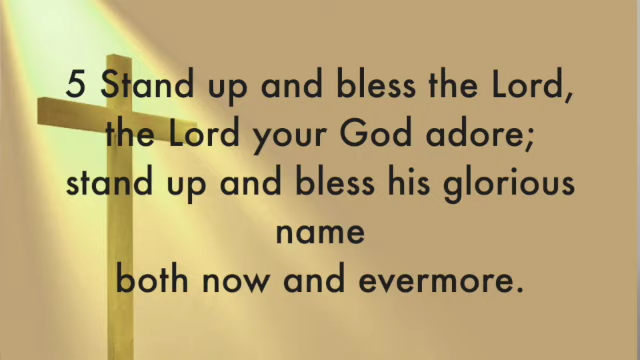 5 Stand up and bless the Lord,
the Lord your God adore;
stand up and bless his glorious
name
both now and evermore.